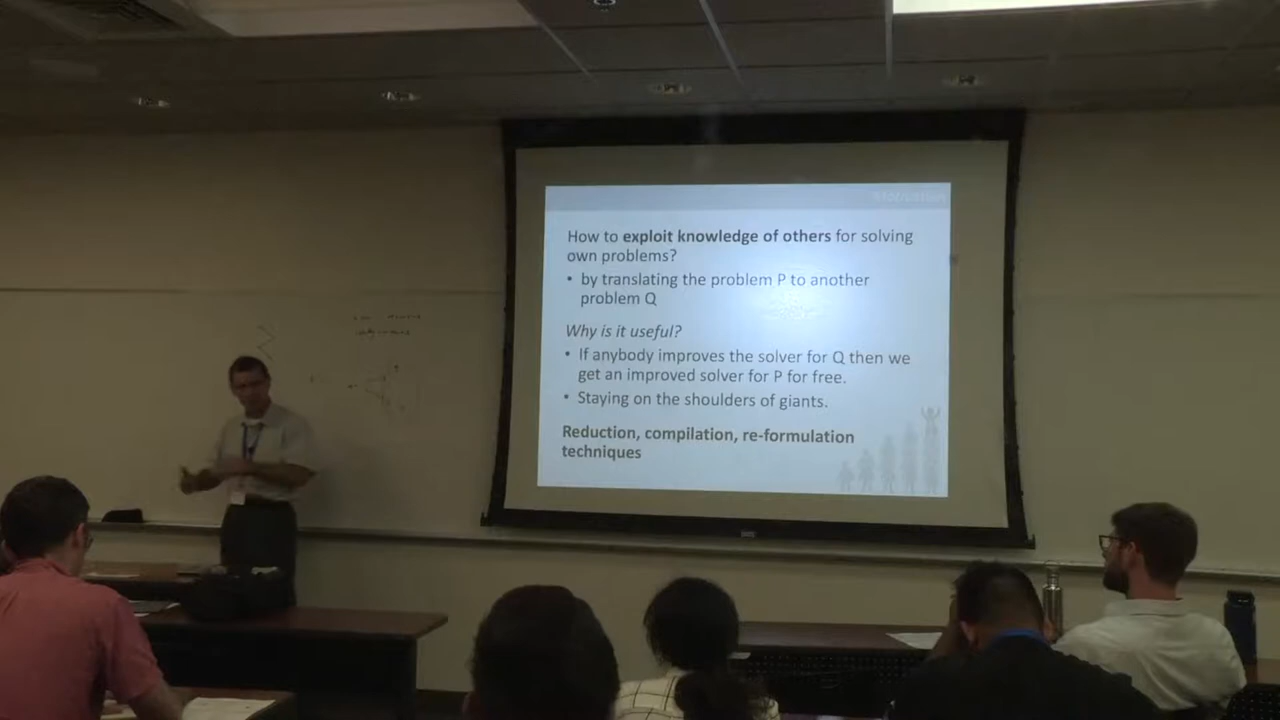 Motivation
How to exploit knowledge of others for solving
own problems?
• by translating the problem P to another
problem Q
Why is it useful?
• If anybody improves the solver for Q then we
get an improved solver for P for free.
• Staying on the shoulders of giants.
Reduction, compilation, re-formulation
techniques